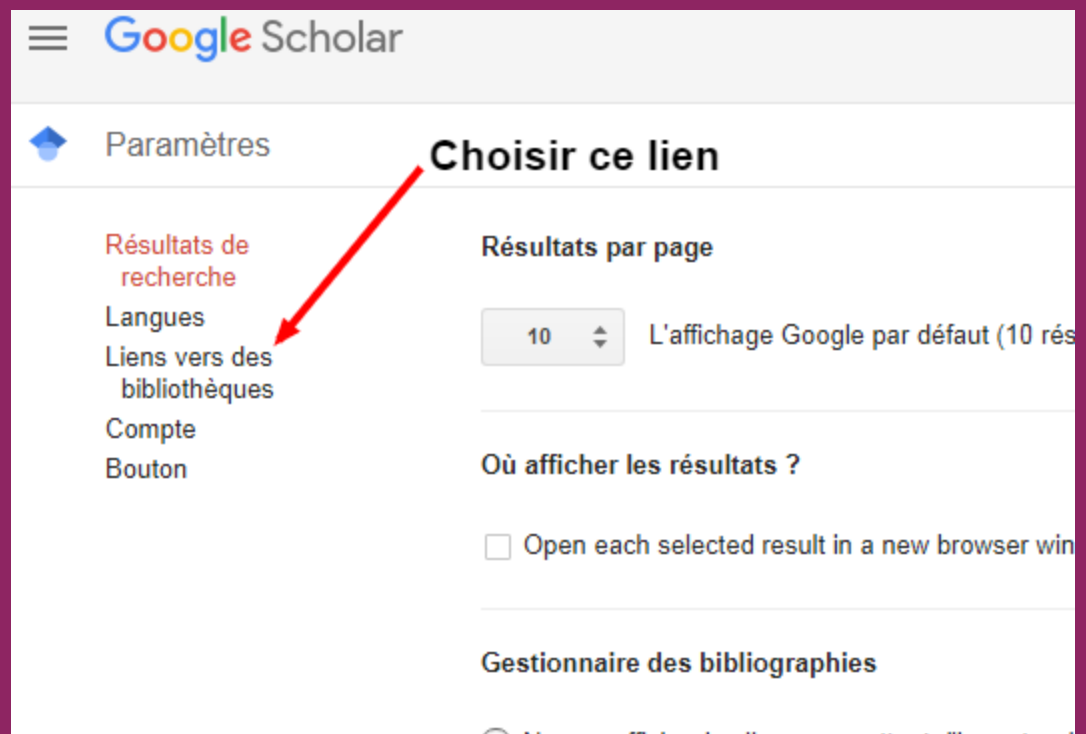 Google Scholar
Paramètres
Choisir ce lien
Résultats de
recherche
Langues
Liens vers des
bibliothèques
Compte
Bouton
Résultats par page
10
L'affichage Google par défaut (10 rés
Où afficher les résultats ?
Open each selected result in a new browser win
Gestionnaire des bibliographies